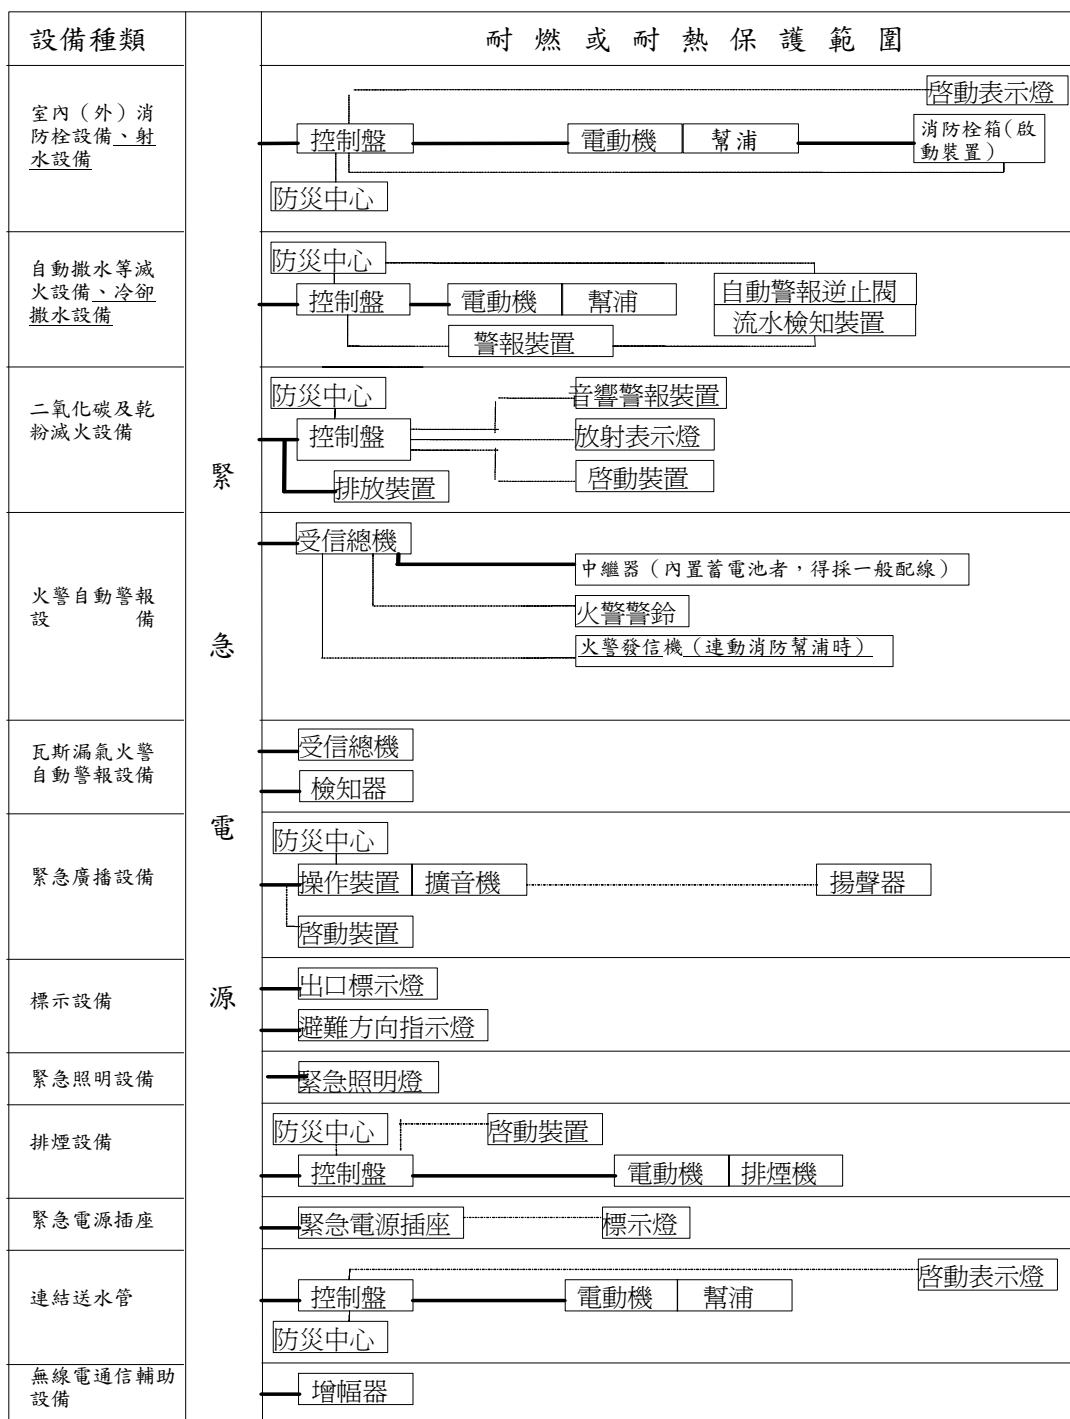 設備種類
耐燃或耐熱保護範圍
緊
急
電
源
室內（外）消
防栓設備、射
水設備
啓動表示燈
控制盤
電動機
幫浦
消防栓箱(啟
動裝置)
防災中心
自動撒水等滅
火設備、冷卻
撒水設備
防災中心
控制盤
電動機
幫浦
自動警報逆止閥
流水檢知裝置
警報裝置
二氧化碳及乾
粉滅火設備
防災中心
音響警報裝置
控制盤
放射表示燈
啓動裝置
排放裝置
火警自動警報
設備
受信總機
中繼器（內置蓄電池者，得採一般配線）
火警警鈴
火警發信機（連動消防幫浦時）
瓦斯漏氣火警
自動警報設備
受信總機
檢知器
緊急廣播設備
防災中心
操作裝置
擴音機
揚聲器
啓動裝置
標示設備
出口標示燈
避難方向指示燈
緊急照明設備
緊急照明燈
排煙設備
防災中心
啓動裝置
控制盤
電動機
排煙機
緊急電源插座
緊急電源插座
標示燈
連結送水管
啓動表示燈
控制盤
電動機
幫浦
防災中心
無線電通信輔助
設備
增幅器